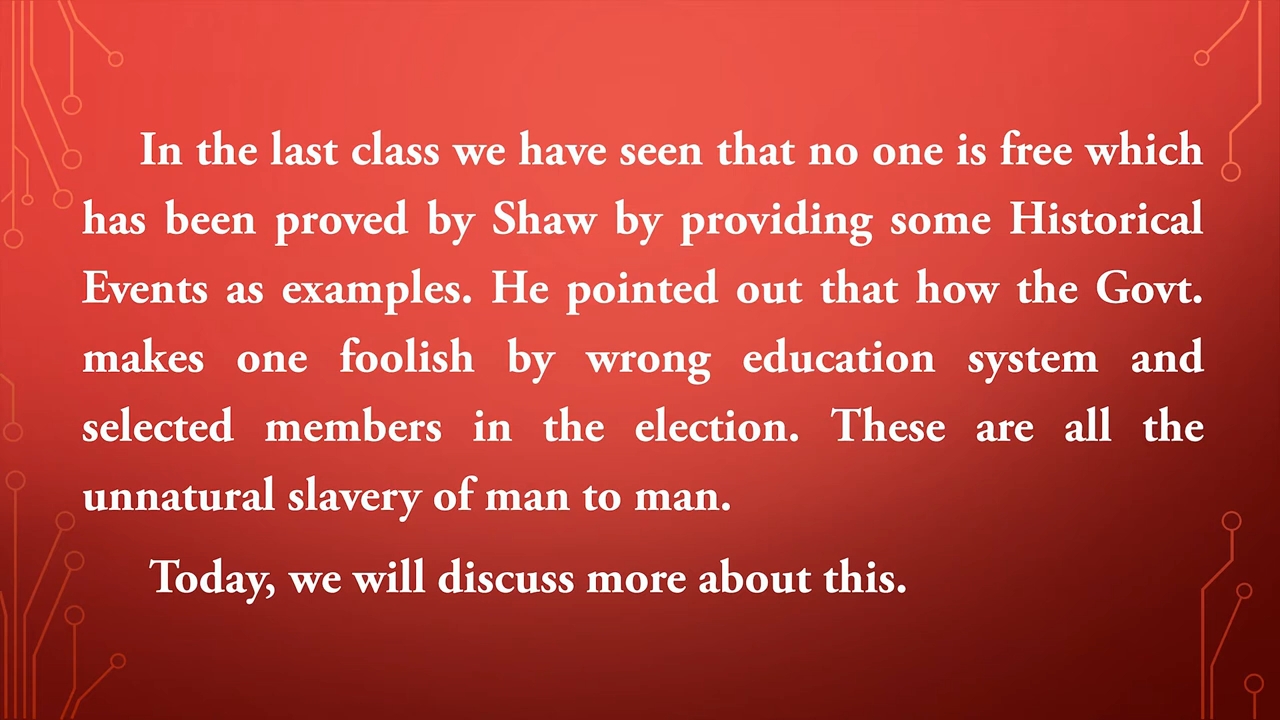 In the last class we have seen that no one is free which
has been proved by Shaw by providing some Historical
Events as examples. He pointed out that how the Govt.
makes one foolish by wrong education system and
selected members in the election. These are all the
unnatural slavery of man to man.
Today, we will discuss more about this.